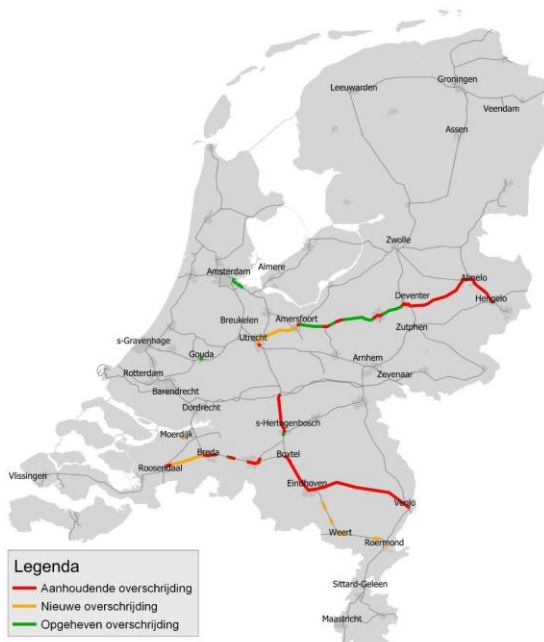 Groningen
Leeuwarden
Veendam
Assen
Zwolle
Amsterdam
Almere
Almelo
Deventer
Hengelo
Breukelen
Amersfoort
Utrecht
Zutphen
s-Gravenhage
Gouda
Arnhem
Zevenaar
Rotterdam
Barendrecht
Dordrecht
s-Hertogenbosch
Moerdijk
Breda
Boxtel
Roosendaal
Vlissingen
Eindhoven
Venlo
Weert
Roermond
Sittard-Geleen
Maastricht
Legenda
Aanhoudende overschrijding
Nieuwe overschrijding
Opgeheven overschrijding